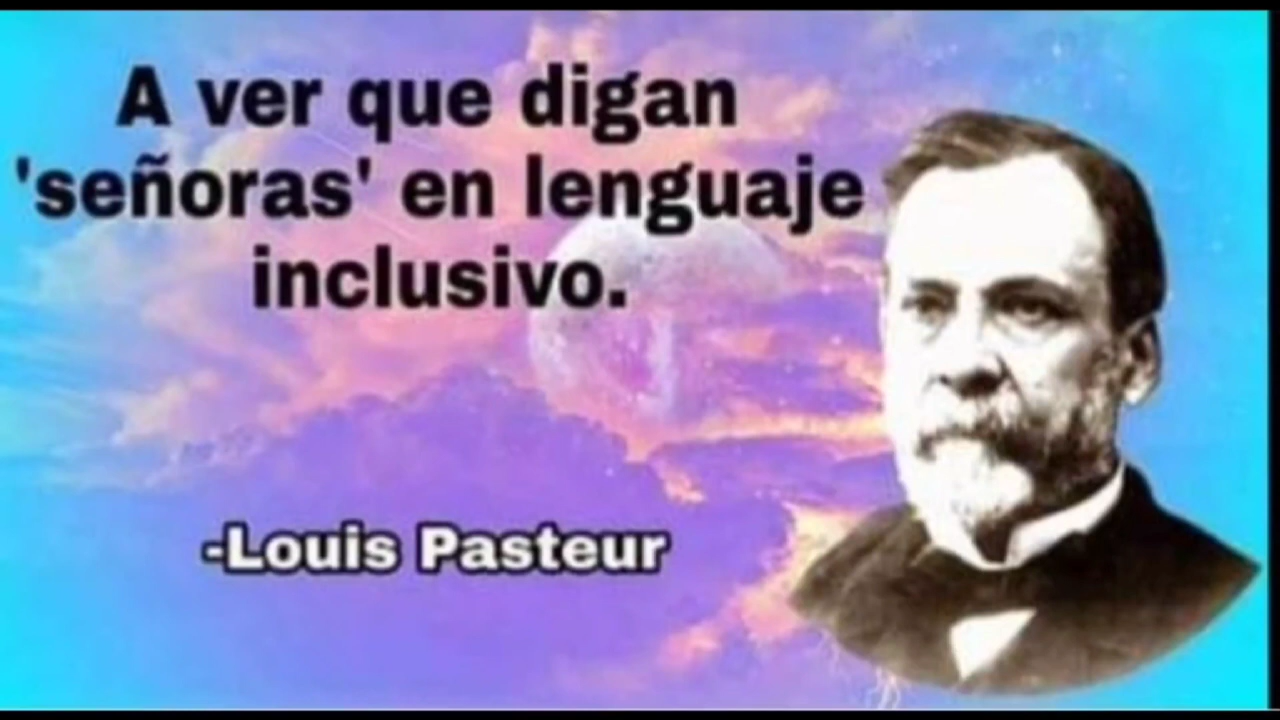 A ver que digan
'señoras' en lenguaje
inclusivo.
-Louis Pasteur